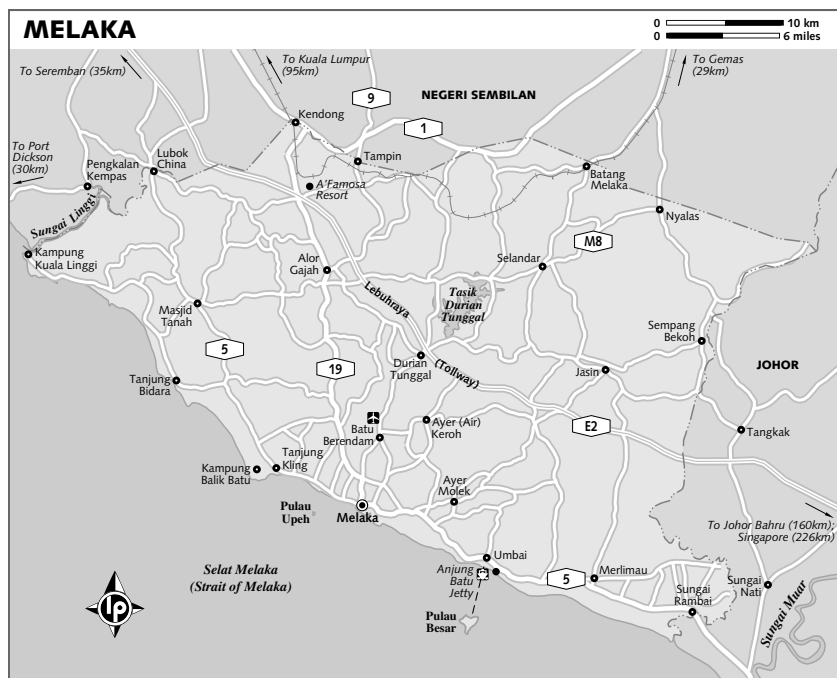 MELAKA
0 10 km
0 6 miles
To Seremban (35km)
To Kuala Lumpur
(95km)
To Gemas
(29km)
9
NEGERI SEMBILAN
1
Kendong
To Port
Dickson
(30km)
Lubok
China
Pengkalan
Kempas
Tampin
A'Famosa
Resort
Batang
Melaka
Sungai Linggi
Nyalas
M8
Kampung
Kuala Linggi
Alor
Gajah
Selandar
Lebuhraya
(Tollway)
Tasik
Durian
Tunggal
Masjid
Tanah
Sempang
Bekoh
5
19
Durian
Tunggal
JOHOR
Tanjung
Bidara
Jasin
Batu
Berendam
Ayer (Air)
Keroh
E2
Tangkak
Tanjung
Kling
Kampung
Balik Batu
Ayer
Molek
Pulau
Upeh
Melaka
To Johor Bahru (160km);
Singapore (226km)
Umbai
Selat Melaka
(Strait of Melaka)
Anjung
Batu
Jetty
5
Merlimau
Sungai
Rambai
Sungai
Nati
Sungai Muar
Pulau
Besar
lp